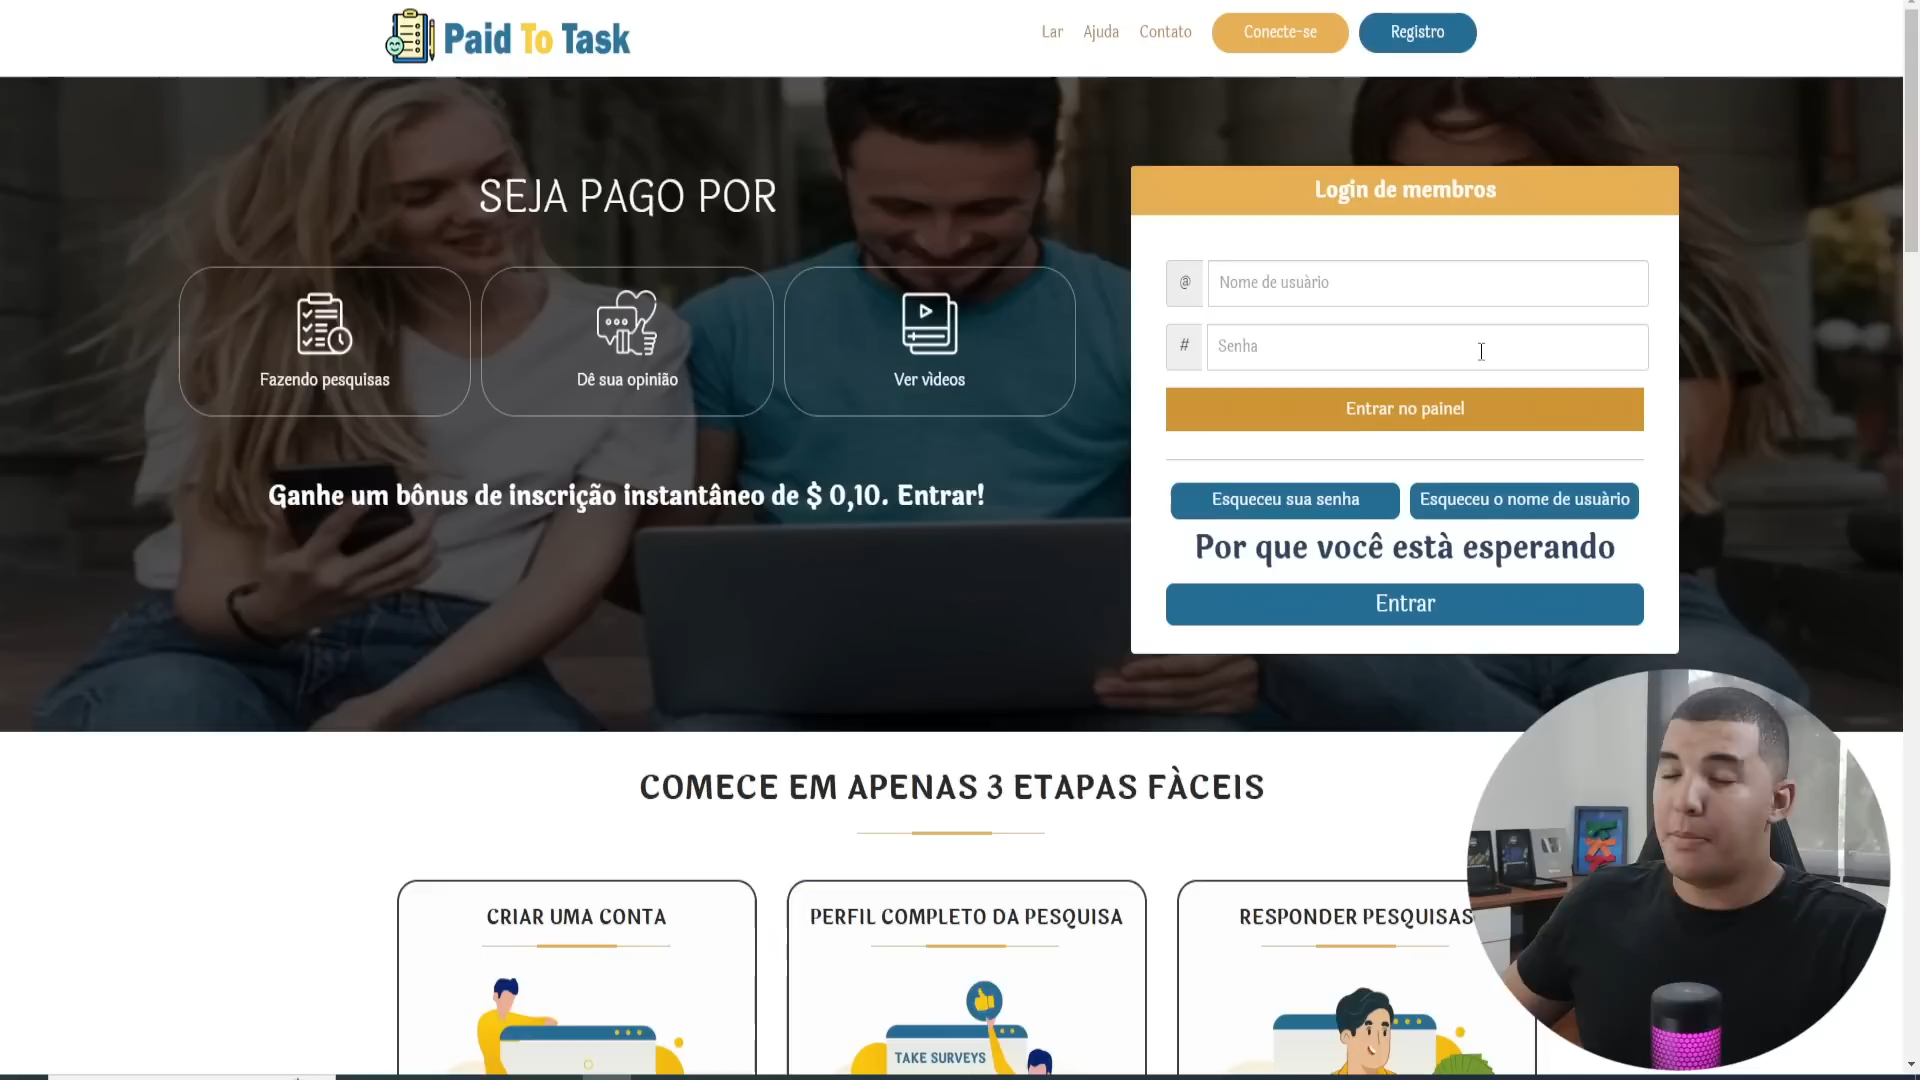 Paid To Task
Lar
Ajuda
Contato
Conecte-se
Registro
SEJA PAGO POR
Fazendo pesquisas
Dê sua opinião
Ver vìdeos
Ganhe um bônus de inscrição instantâneo de $ 0,10. Entrar!
Login de membros
@
Nome de usuàrio
#
Senha
Entrar no painel
Esqueceu sua senha
Esqueceu o nome de usuàrio
Por que você està esperando
Entrar
COMECE EM APENAS 3 ETAPAS FÀCEIS
CRIAR UMA CONTA
PERFIL COMPLETO DA PESQUISA
RESPONDER PESQUISAS
TAKE SURVEYS